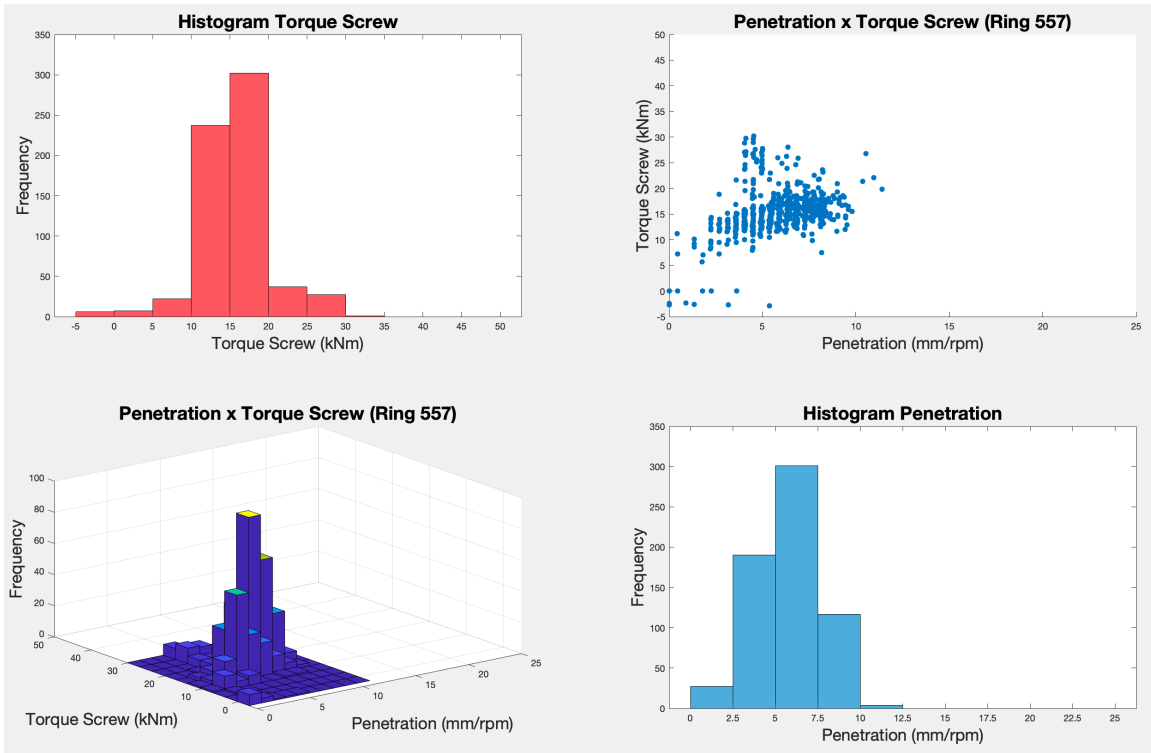 Histogram Torque Screw
350
300
250
200
150
100
50
0
Frequency
-5 0 5 10 15 20 25 30 35 40 45 50
Torque Screw (kNm)
Penetration x Torque Screw (Ring 557)
50
45
40
35
30
25
20
15
10
5
0
-5
Torque Screw (kNm)
0 5 10 15 20 25
Penetration (mm/rpm)
Penetration x Torque Screw (Ring 557)
100
80
60
40
20
0
Frequency
50
40
30
20
10
0
Torque Screw (kNm)
0
5
10
15
20
25
Penetration (mm/rpm)
Histogram Penetration
350
300
250
200
150
100
50
0
Frequency
0 2.5 5 7.5 10 12.5 15 17.5 20 22.5 25
Penetration (mm/rpm)